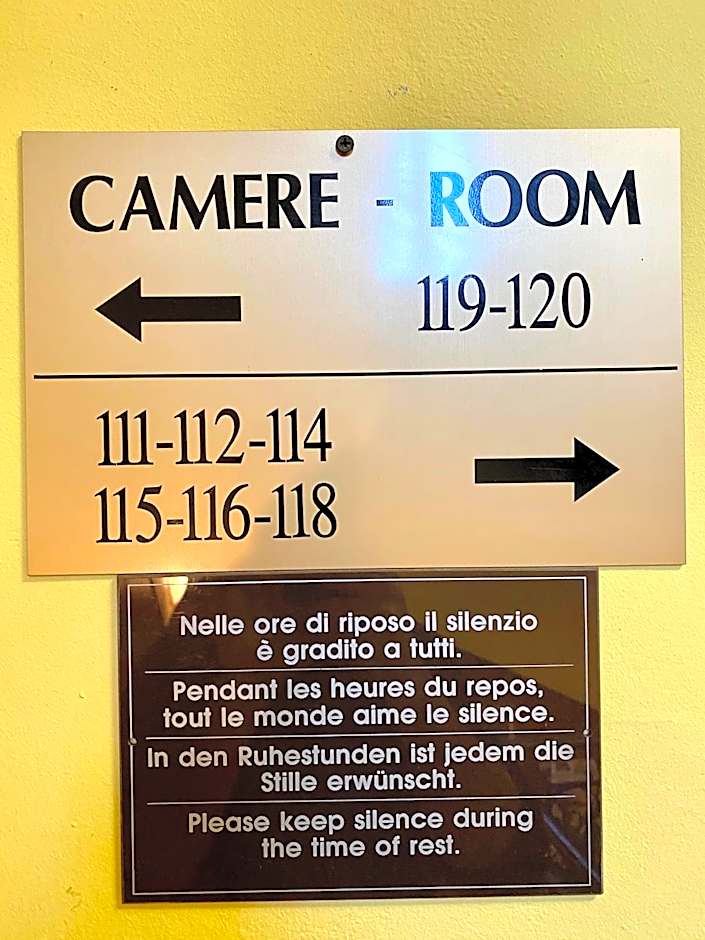 CAMERE - ROOM
119-120
111-112-114
115-116-118
Nelle ore di riposo il silenzio
è gradito a tutti.
Pendant les heures du repos,
tout le monde aime le silence.
In den Ruhestunden ist jedem die
Stille erwünscht.
Please keep silence during
the time of rest.